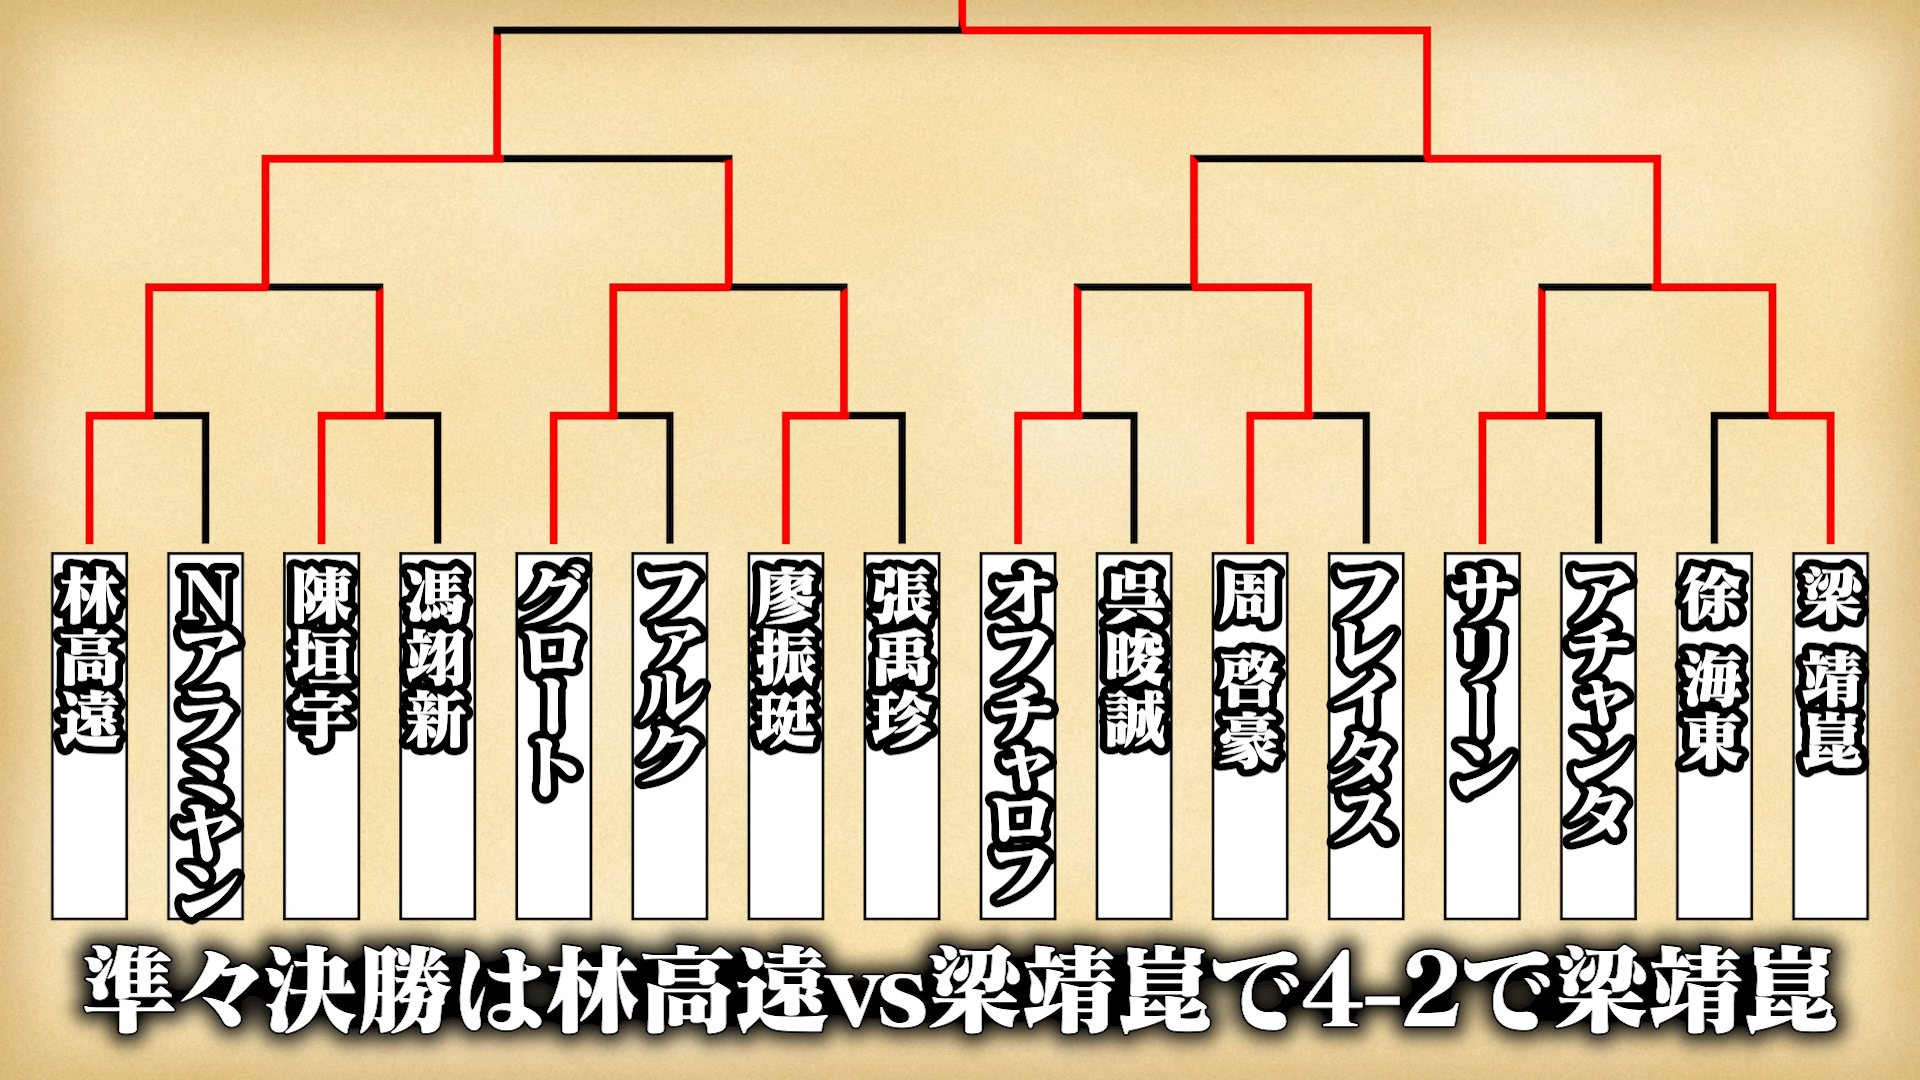 林高遠
Nアラミヤン
陳垣宇
馮翊新
グロート
ファルク
廖振珽
張禹珍
オフチャロフ
呉晙誠
周 啓豪
フレイタス
サリーン
アチャンタ
徐 海東
梁 靖崑
準々決勝は林高遠vs梁靖崑で4-2で梁靖崑